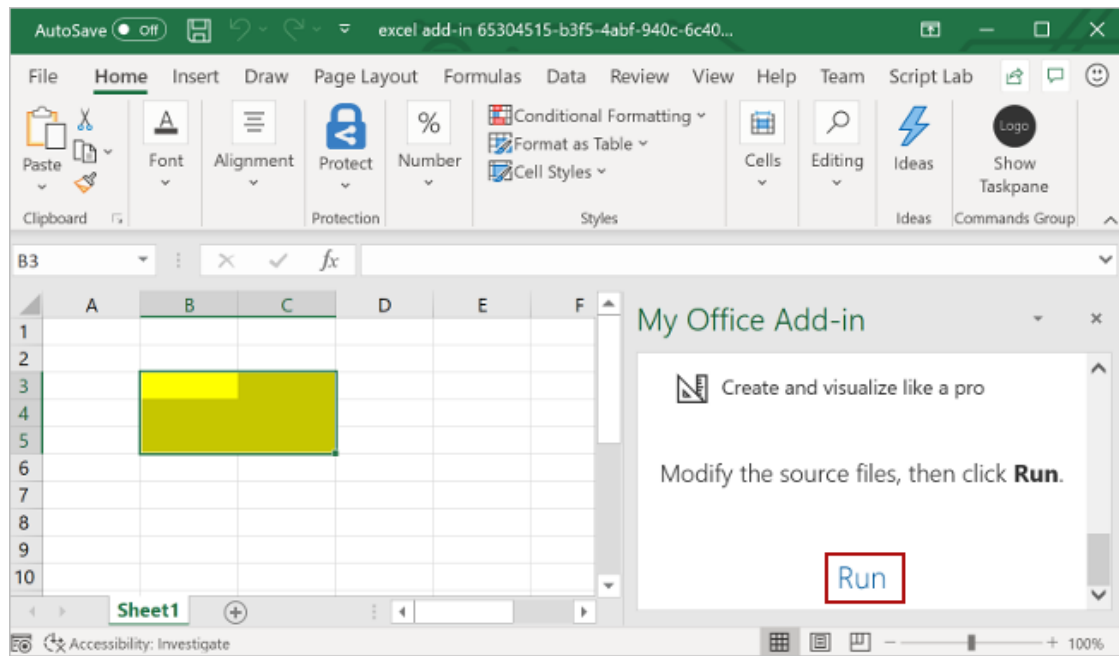 AutoSave Off excel add-in 65304515-b3f5-4abf-940c-6c40...
File Home Insert Draw Page Layout Formulas Data Review View Help Team Script Lab
Paste
Font
Alignment
Protect
%
Number
Conditional Formatting
Format as Table
Cell Styles
Cells
Editing
Ideas
Logo
Show
Taskpane
Clipboard Protection Styles Ideas Commands Group
B3 fx
A B C D E F
1
2
3
4
5
6
7
8
9
10
My Office Add-in
Create and visualize like a pro
Modify the source files, then click Run.
Run
Sheet1
Accessibility: Investigate 100%